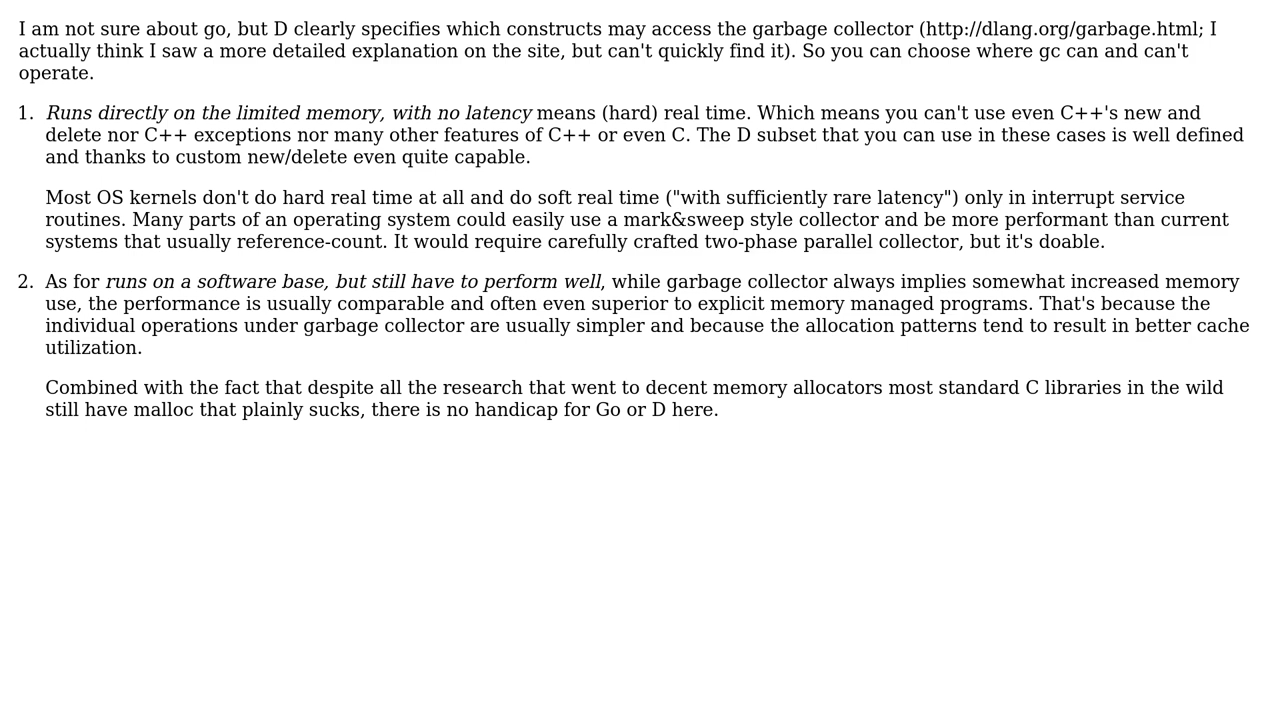 I am not sure about go, but D clearly specifies which constructs may access the garbage collector (http://dlang.org/garbage.html; I
actually think I saw a more detailed explanation on the site, but can't quickly find it). So you can choose where gc can and can't
operate.
1. Runs directly on the limited memory, with no latency means (hard) real time. Which means you can't use even C++'s new and
delete nor C++ exceptions nor many other features of C++ or even C. The D subset that you can use in these cases is well defined
and thanks to custom new/delete even quite capable.
Most OS kernels don't do hard real time at all and do soft real time ("with sufficiently rare latency") only in interrupt service
routines. Many parts of an operating system could easily use a mark&sweep style collector and be more performant than current
systems that usually reference-count. It would require carefully crafted two-phase parallel collector, but it's doable.
2. As for runs on a software base, but still have to perform well, while garbage collector always implies somewhat increased memory
use, the performance is usually comparable and often even superior to explicit memory managed programs. That's because the
individual operations under garbage collector are usually simpler and because the allocation patterns tend to result in better cache
utilization.
Combined with the fact that despite all the research that went to decent memory allocators most standard C libraries in the wild
still have malloc that plainly sucks, there is no handicap for Go or D here.